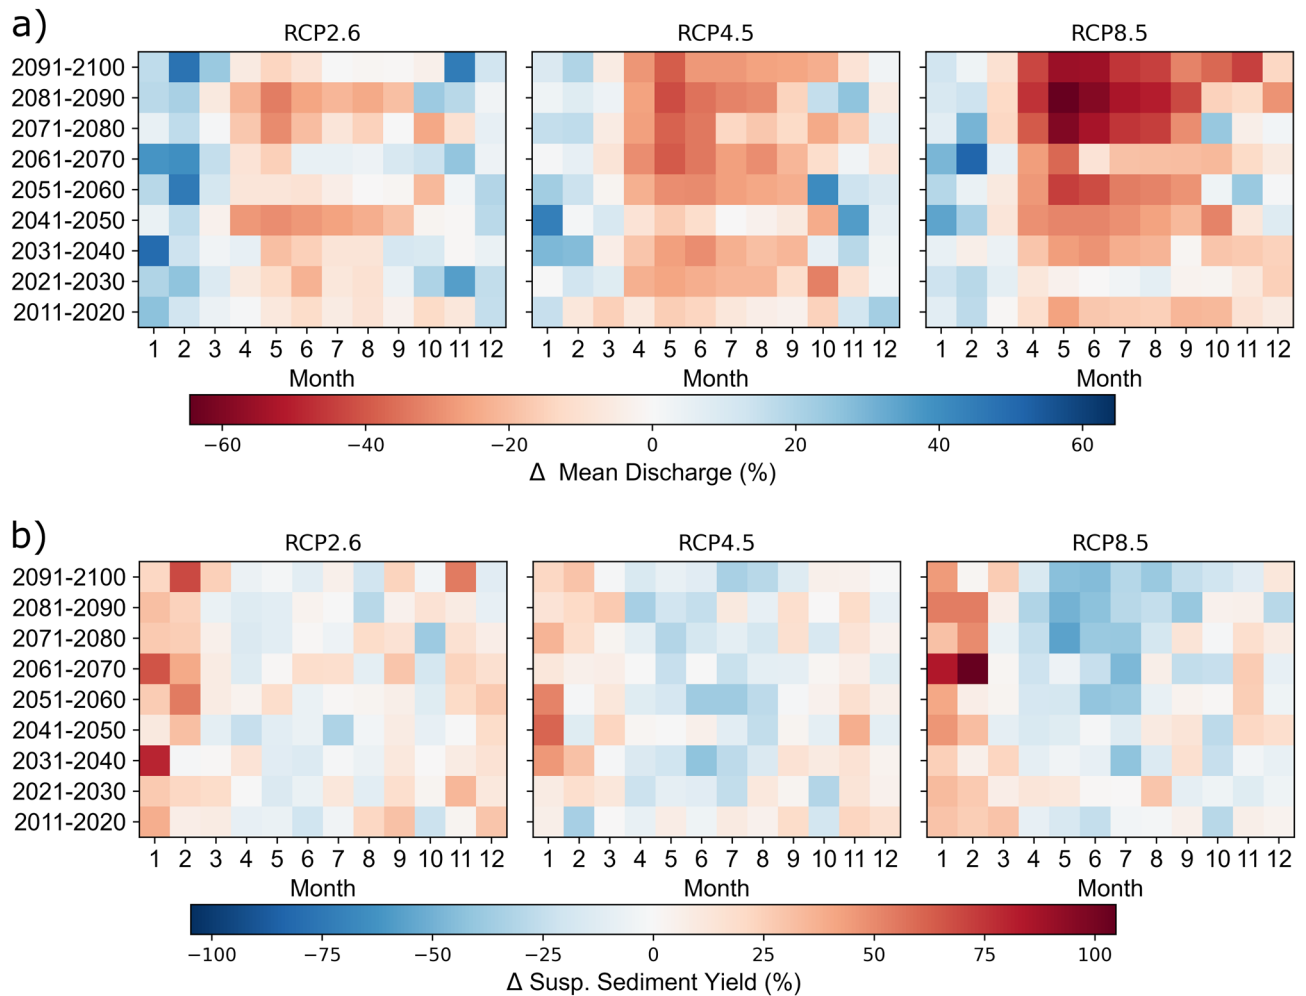 a)
RCP2.6 RCP4.5 RCP8.5
2091-2100
2081-2090
2071-2080
2061-2070
2051-2060
2041-2050
2031-2040
2021-2030
2011-2020
1 2 3 4 5 6 7 8 9 10 11 12 1 2 3 4 5 6 7 8 9 10 11 12 1 2 3 4 5 6 7 8 9 10 11 12
Month Month Month
−60 −40 −20 0 20 40 60
Δ Mean Discharge (%)
b)
RCP2.6 RCP4.5 RCP8.5
2091-2100
2081-2090
2071-2080
2061-2070
2051-2060
2041-2050
2031-2040
2021-2030
2011-2020
1 2 3 4 5 6 7 8 9 10 11 12 1 2 3 4 5 6 7 8 9 10 11 12 1 2 3 4 5 6 7 8 9 10 11 12
Month Month Month
−100 −75 −50 −25 0 25 50 75 100
Δ Susp. Sediment Yield (%)